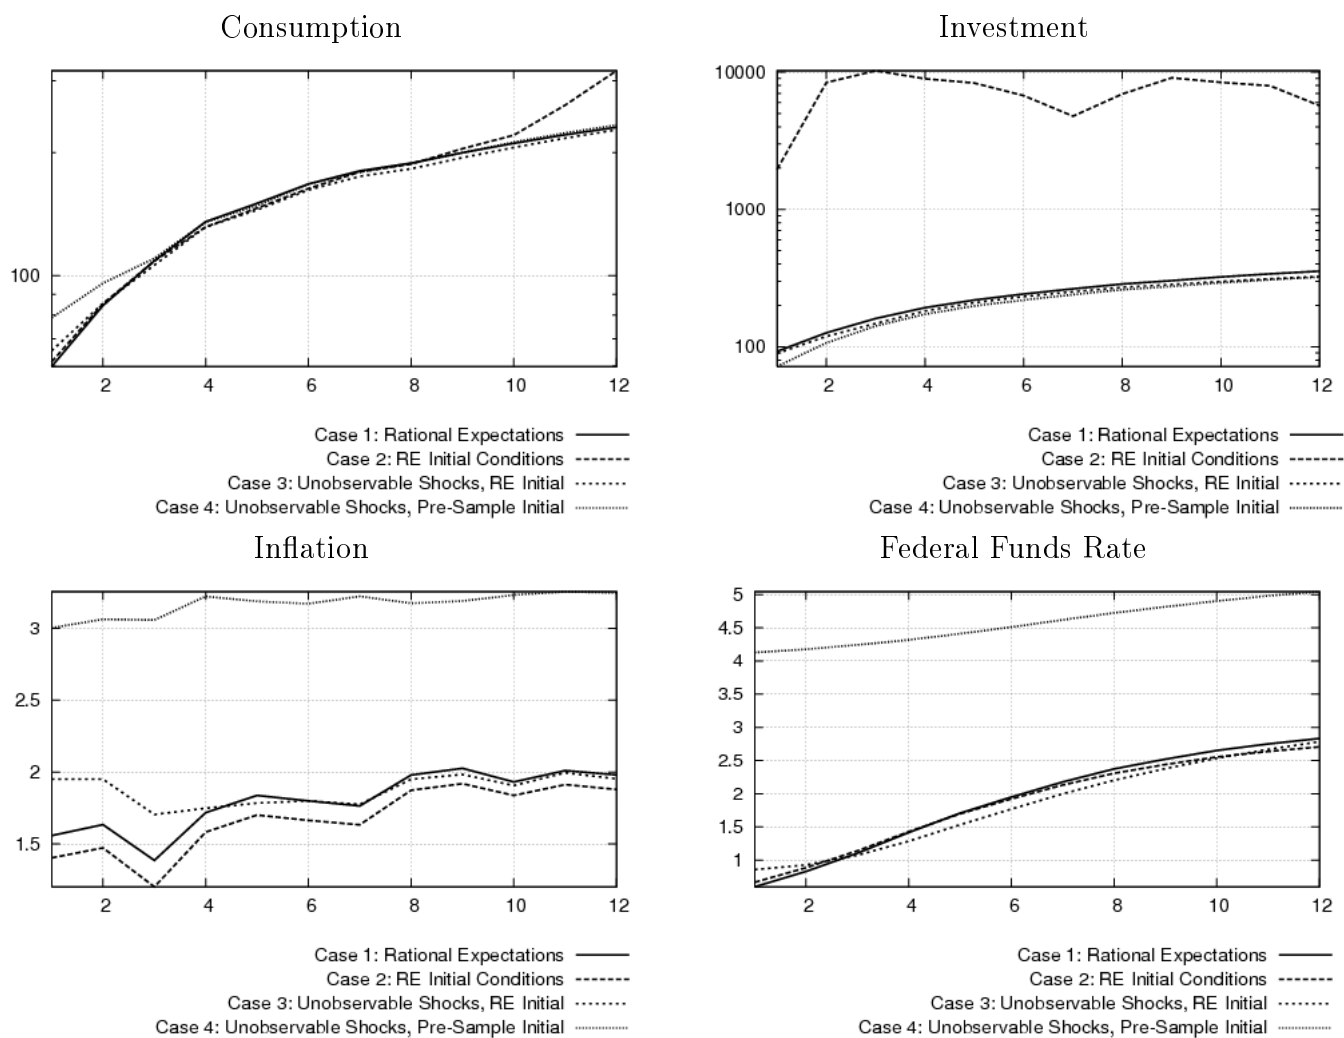 Consumption
100
2 4 6 8 10 12
Case 1: Rational Expectations
Case 2: RE Initial Conditions
Case 3: Unobservable Shocks, RE Initial
Case 4: Unobservable Shocks, Pre-Sample Initial
Investment
10000
1000
100
2 4 6 8 10 12
Case 1: Rational Expectations
Case 2: RE Initial Conditions
Case 3: Unobservable Shocks, RE Initial
Case 4: Unobservable Shocks, Pre-Sample Initial
Inflation
3
2.5
2
1.5
2 4 6 8 10 12
Case 1: Rational Expectations
Case 2: RE Initial Conditions
Case 3: Unobservable Shocks, RE Initial
Case 4: Unobservable Shocks, Pre-Sample Initial
Federal Funds Rate
5
4.5
4
3.5
3
2.5
2
1.5
1
2 4 6 8 10 12
Case 1: Rational Expectations
Case 2: RE Initial Conditions
Case 3: Unobservable Shocks, RE Initial
Case 4: Unobservable Shocks, Pre-Sample Initial